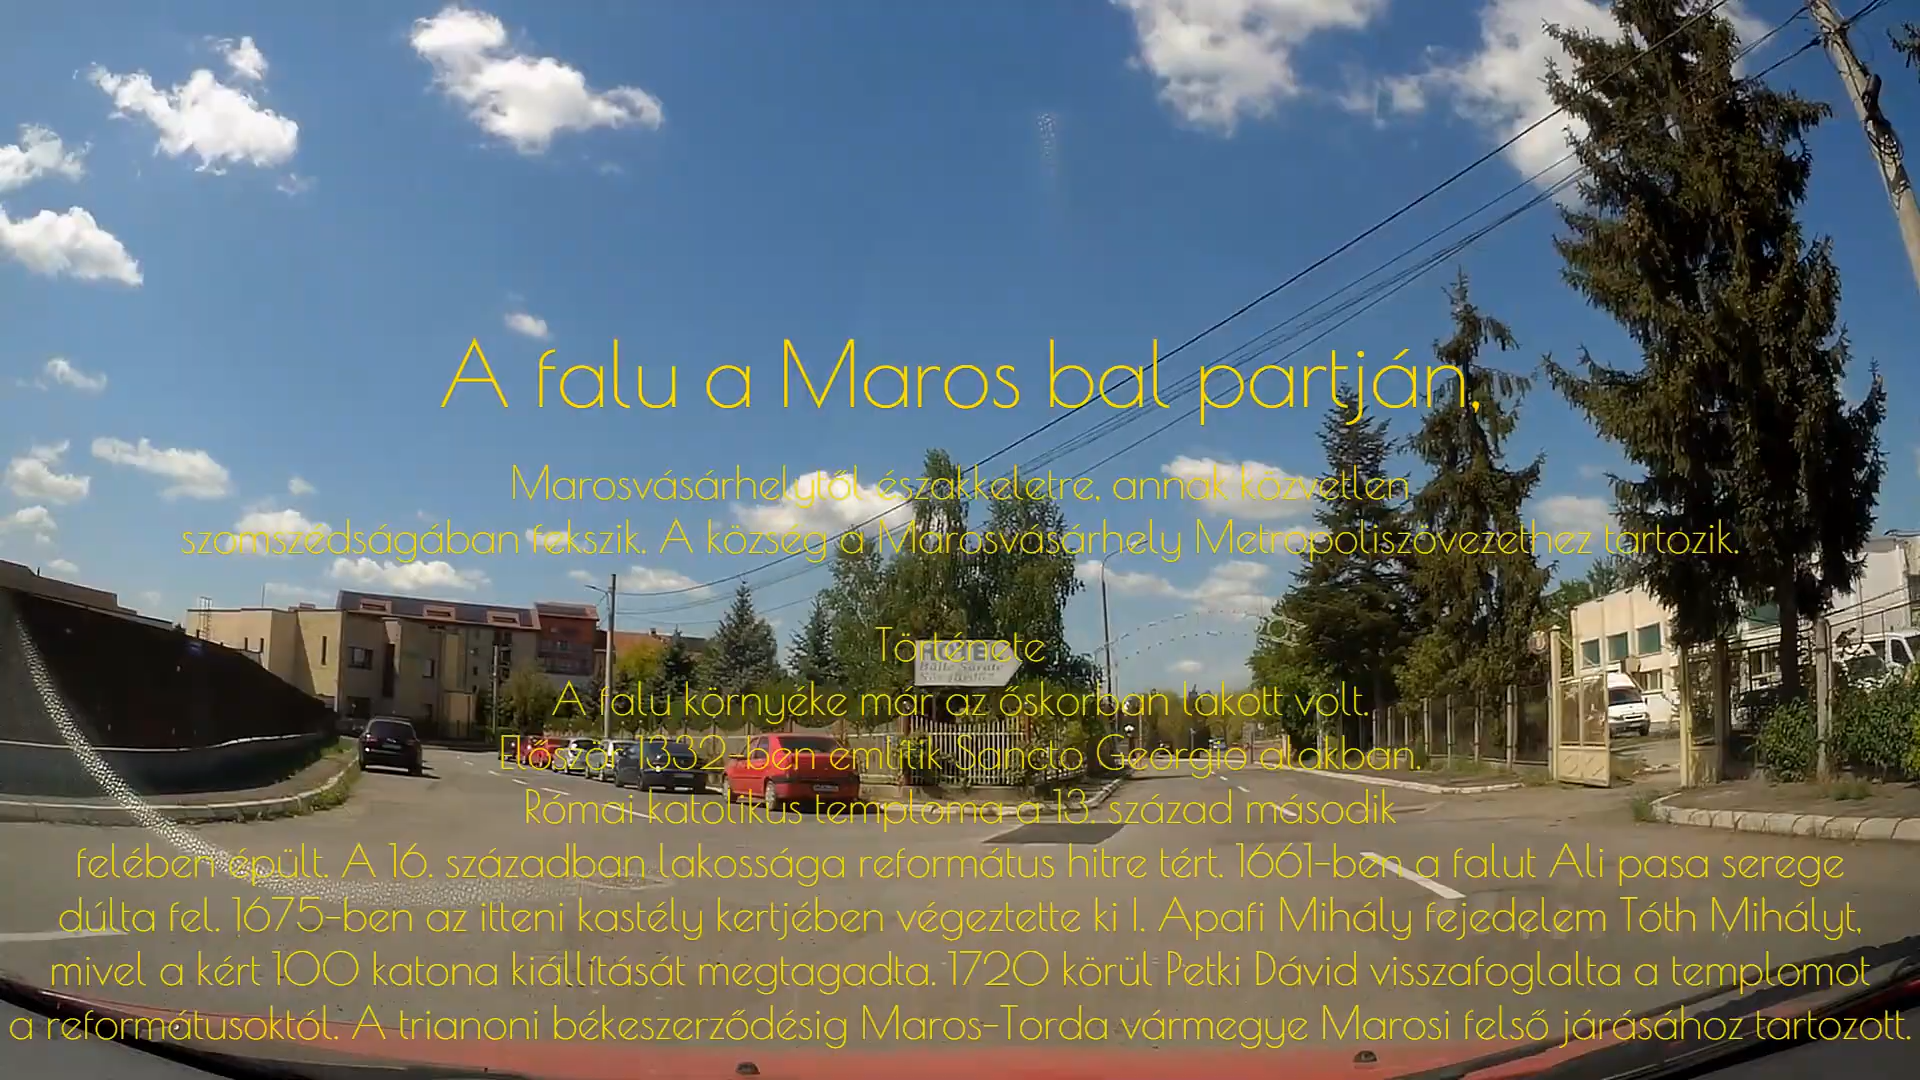 A falu a Maros bal partján,
Marosvásárhelytől északkeletre, annak közvetlen
szomszédságában fekszik. A község a Marosvásárhely Metropoliszövezethez tartozik.
Története
HOTEL
Băile Sărate
A falu környéke már az őskorban lakott volt.
Először 1332-ben említik Sancto Georgio alakban.
Római katolikus temploma a 13. század második
felében épült. A 16. században lakossága református hitre tért. 1661-ben a falut Ali pasa serege
dúlta fel. 1675-ben az itteni kastély kertjében végeztette ki I. Apafi Mihály fejedelem Tóth Mihályt,
mivel a kért 100 katona kiállítását megtagadta. 1720 körül Petki Dávid visszafoglalta a templomot
a reformátusoktól. A trianoni békeszerződésig Maros-Torda vármegye Marosi felső járásához tartozott.